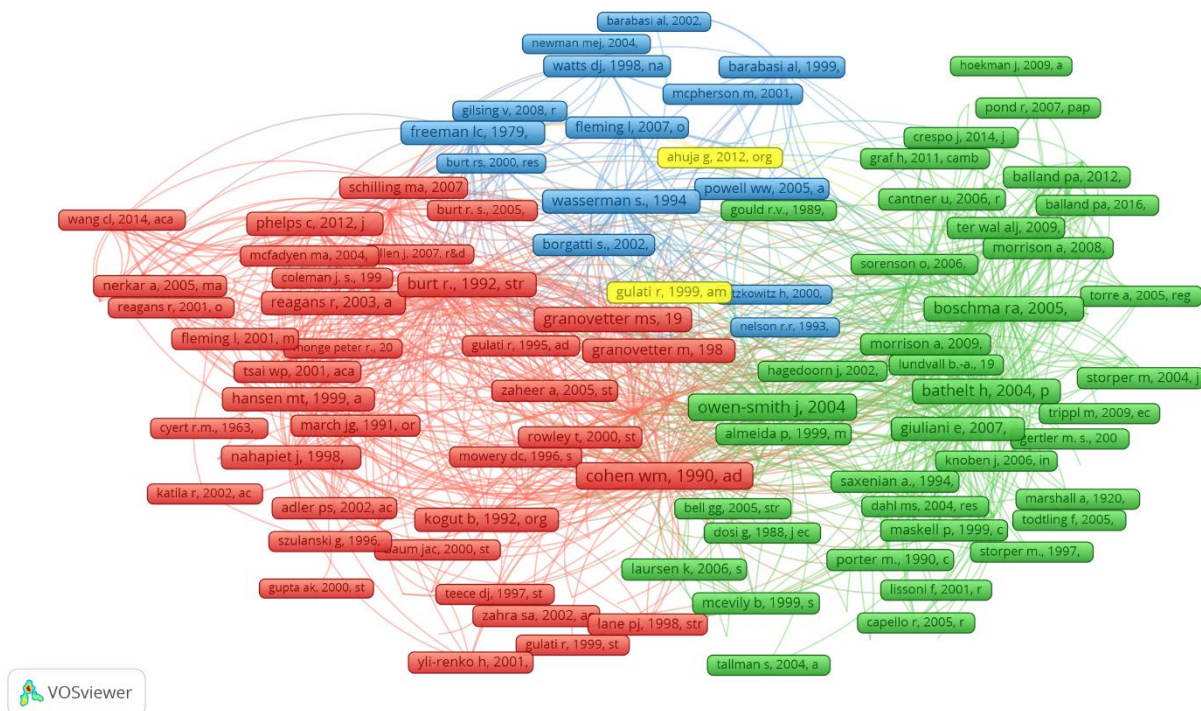 barabasi al, 2002,
newman mej, 2004,
watts dj, 1998, na
barabasi al, 1999,
hoekman j, 2009, a
mcpherson m, 2001,
pond r, 2007, pap
gilsing v, 2008, r
freeman lc, 1979,
fleming l, 2007, o
crespo j, 2014, j
burt rs, 2000, res
ahuja g, 2012, org
graf h, 2011, camb
schilling ma, 2007
powell ww, 2005, a
balland pa, 2012,
wasserman s., 1994
cantner u, 2006, r
balland pa, 2016,
wang cl, 2014, aca
burt r. s., 2005,
gould r.v., 1989,
phelps c, 2012, j
ter wal alj, 2009,
borgatti s., 2002,
morrison a, 2008,
mcfadyen ma, 2004,
llen j, 2007, r&d
sorenson o, 2006,
coleman j. s., 199
nerkar a, 2005, ma
burt r., 1992, str
gulati r, 1999, am
tzkowitz h, 2000,
torre a, 2005, reg
reagans r, 2001, o
reagans r, 2003, a
boschma ra, 2005,
granovetter ms, 19
nelson r.r, 1993,
fleming l, 2001, m
monge peter r., 20
gulati r, 1995, ad
granovetter m, 198
morrison a, 2009,
lundvall b.-a., 19
tsai wp, 2001, aca
hagedoorn j, 2002,
storper m, 2004, j
hansen mt, 1999, a
zaheer a, 2005, st
bathelt h, 2004, p
owen-smith j, 2004
trippl m, 2009, ec
cyert r.m., 1963,
march jg, 1991, or
rowley t, 2000, st
almeida p, 1999, m
giuliani e, 2007,
gertler m. s., 200
nahapiet j, 1998,
mowery dc, 1996, s
knoben j, 2006, in
cohen wm, 1990, ad
saxenian a., 1994,
katila r, 2002, ac
marshall a, 1920,
adler ps, 2002, ac
bell gg, 2005, str
dahl ms, 2004, res
kogut b, 1992, org
todtling f, 2005,
dosi g, 1988, j ec
maskell p, 1999, c
szulanski g, 1996,
baum jac, 2000, st
storper m., 1997,
laursen k, 2006, s
porter m., 1990, c
gupta ak, 2000, st
teece dj, 1997, st
lissoni f, 2001, r
mcevily b, 1999, s
zahra sa, 2002, ac
lane pj, 1998, str
capello r, 2005, r
gulati r, 1999, st
yli-renko h, 2001,
tallman s, 2004, a
VOSviewer